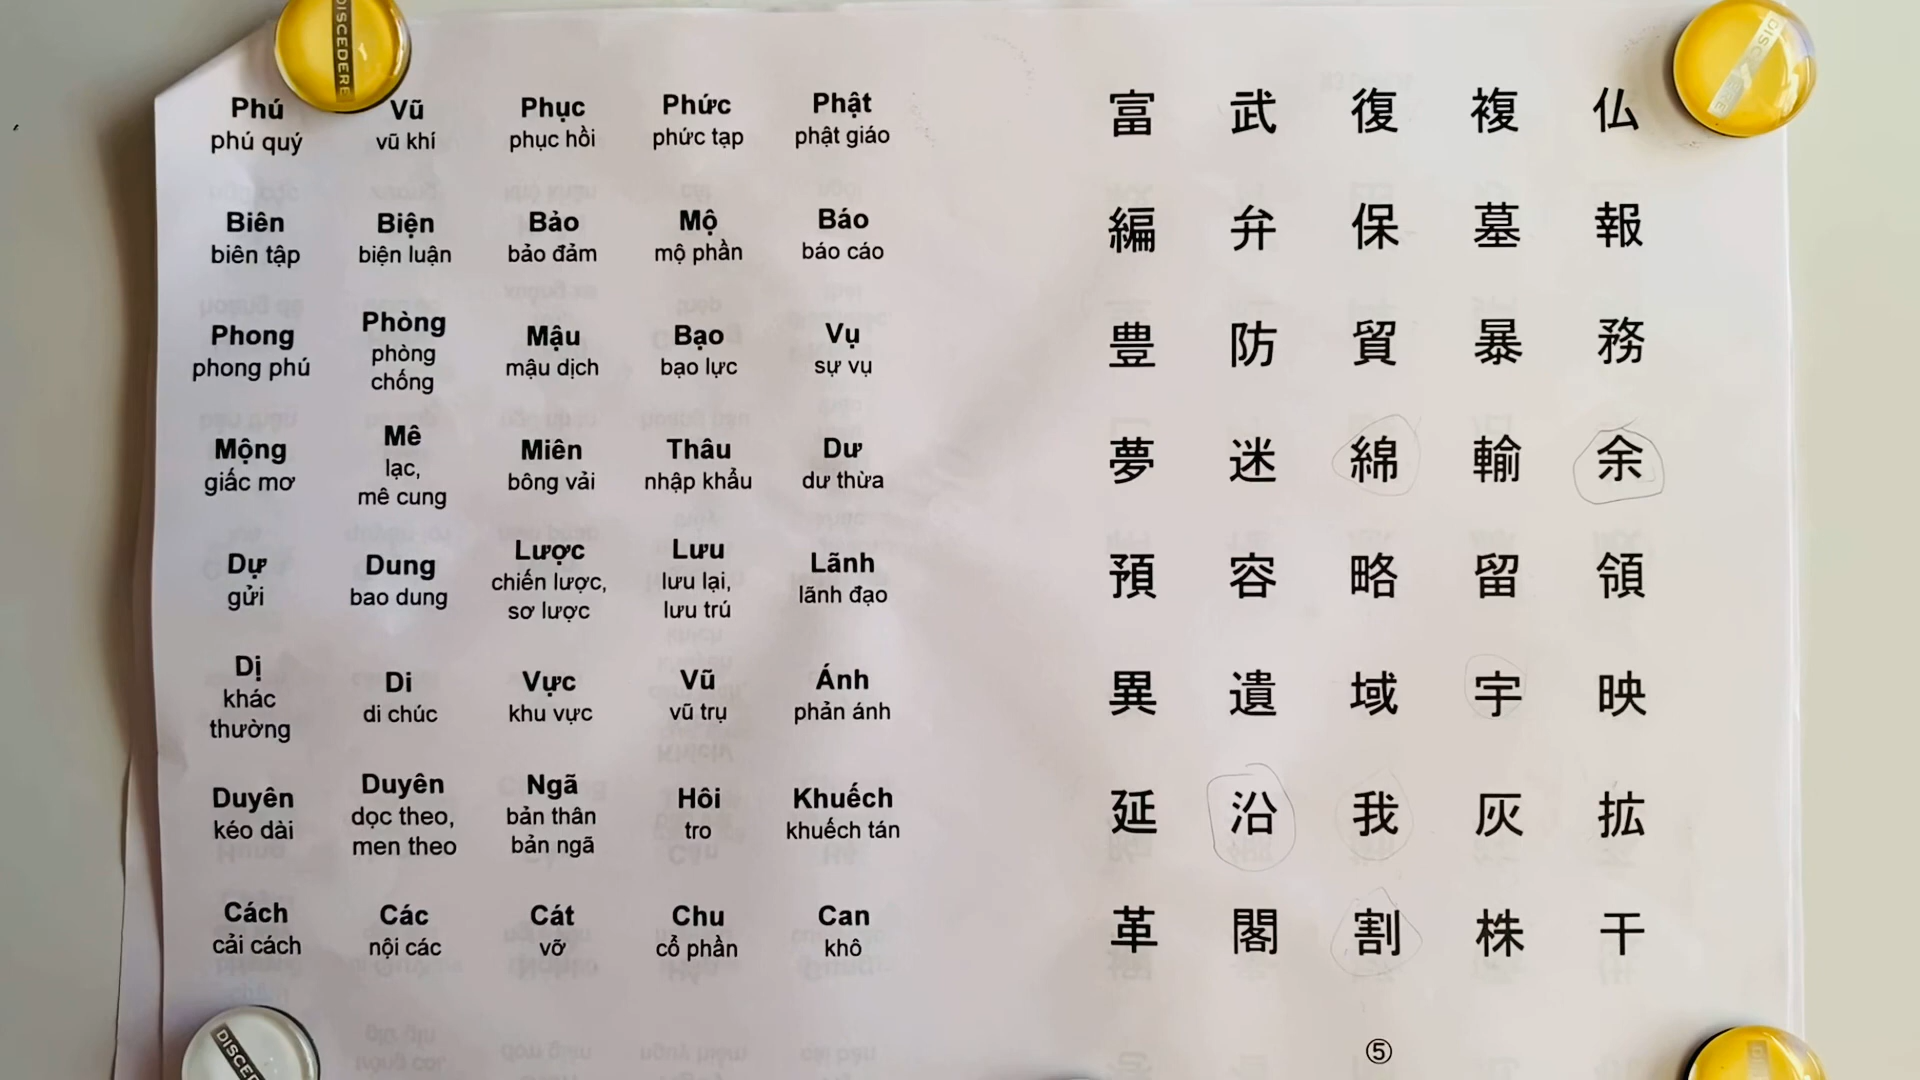 DISCEDERE
DISCEDERE
Phú Vũ Phục Phức Phật
phú quý vũ khí phục hồi phức tạp phật giáo
富 武 復 複 仏
Biên Biện Bảo Mộ Báo
biên tập biện luận bảo đảm mộ phần báo cáo
編 弁 保 墓 報
Phong Phòng Mậu Bạo Vụ
phong phú phòng chống mậu dịch bạo lực sự vụ
豊 防 貿 暴 務
Mộng Mê Miên Thâu Dư
giấc mơ lạc, mê cung bông vải nhập khẩu dư thừa
夢 迷 綿 輸 余
Dự Dung Lược Lưu Lãnh
gửi bao dung chiến lược, sơ lược lưu lại, lưu trú lãnh đạo
預 容 略 留 領
Dị Di Vực Vũ Ánh
khác thường di chúc khu vực vũ trụ phản ánh
異 遺 域 宇 映
Duyên Duyên Ngã Hôi Khuếch
kéo dài dọc theo, men theo bản thân bản ngã tro khuếch tán
延 沿 我 灰 拡
Cách Các Cát Chu Can
cải cách nội các vỡ cổ phần khô
革 閣 割 株 干
⑤
DISCE